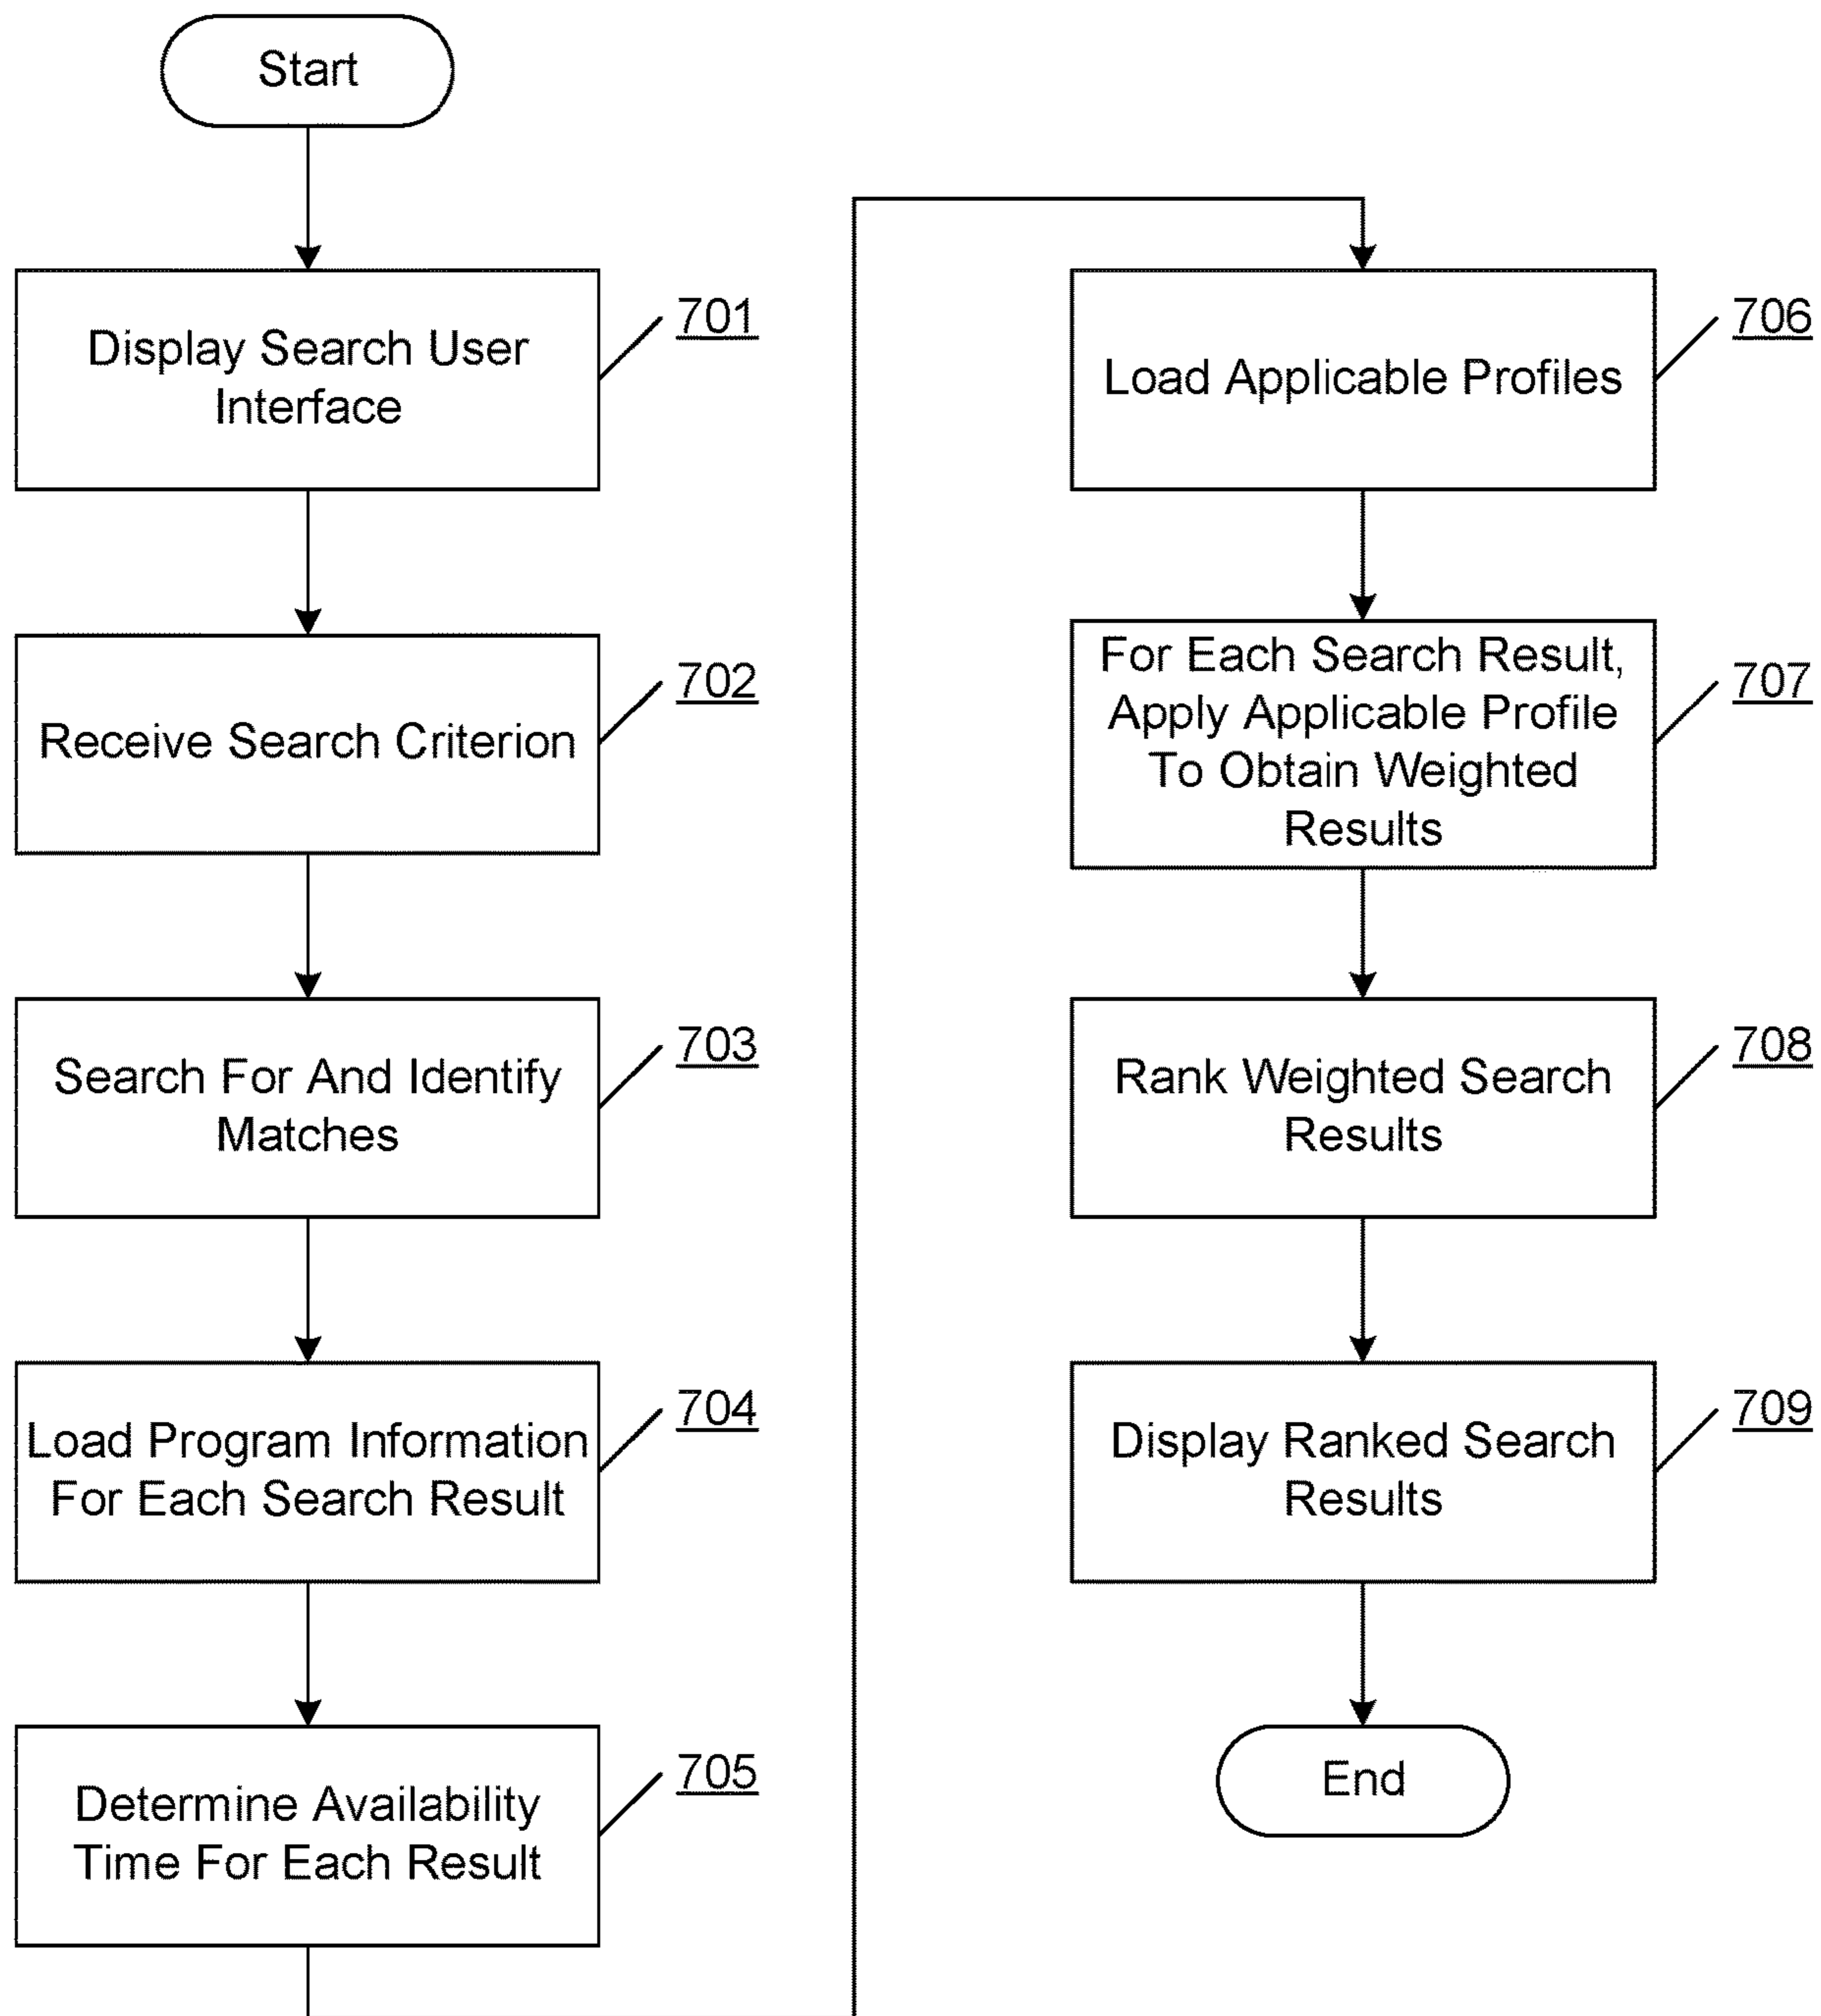 Start
Display Search User
Interface
701
Receive Search Criterion
702
Search For And Identify
Matches
703
Load Program Information
For Each Search Result
704
Determine Availability
Time For Each Result
705
Load Applicable Profiles
706
For Each Search Result,
Apply Applicable Profile
To Obtain Weighted
Results
707
Rank Weighted Search
Results
708
Display Ranked Search
Results
709
End